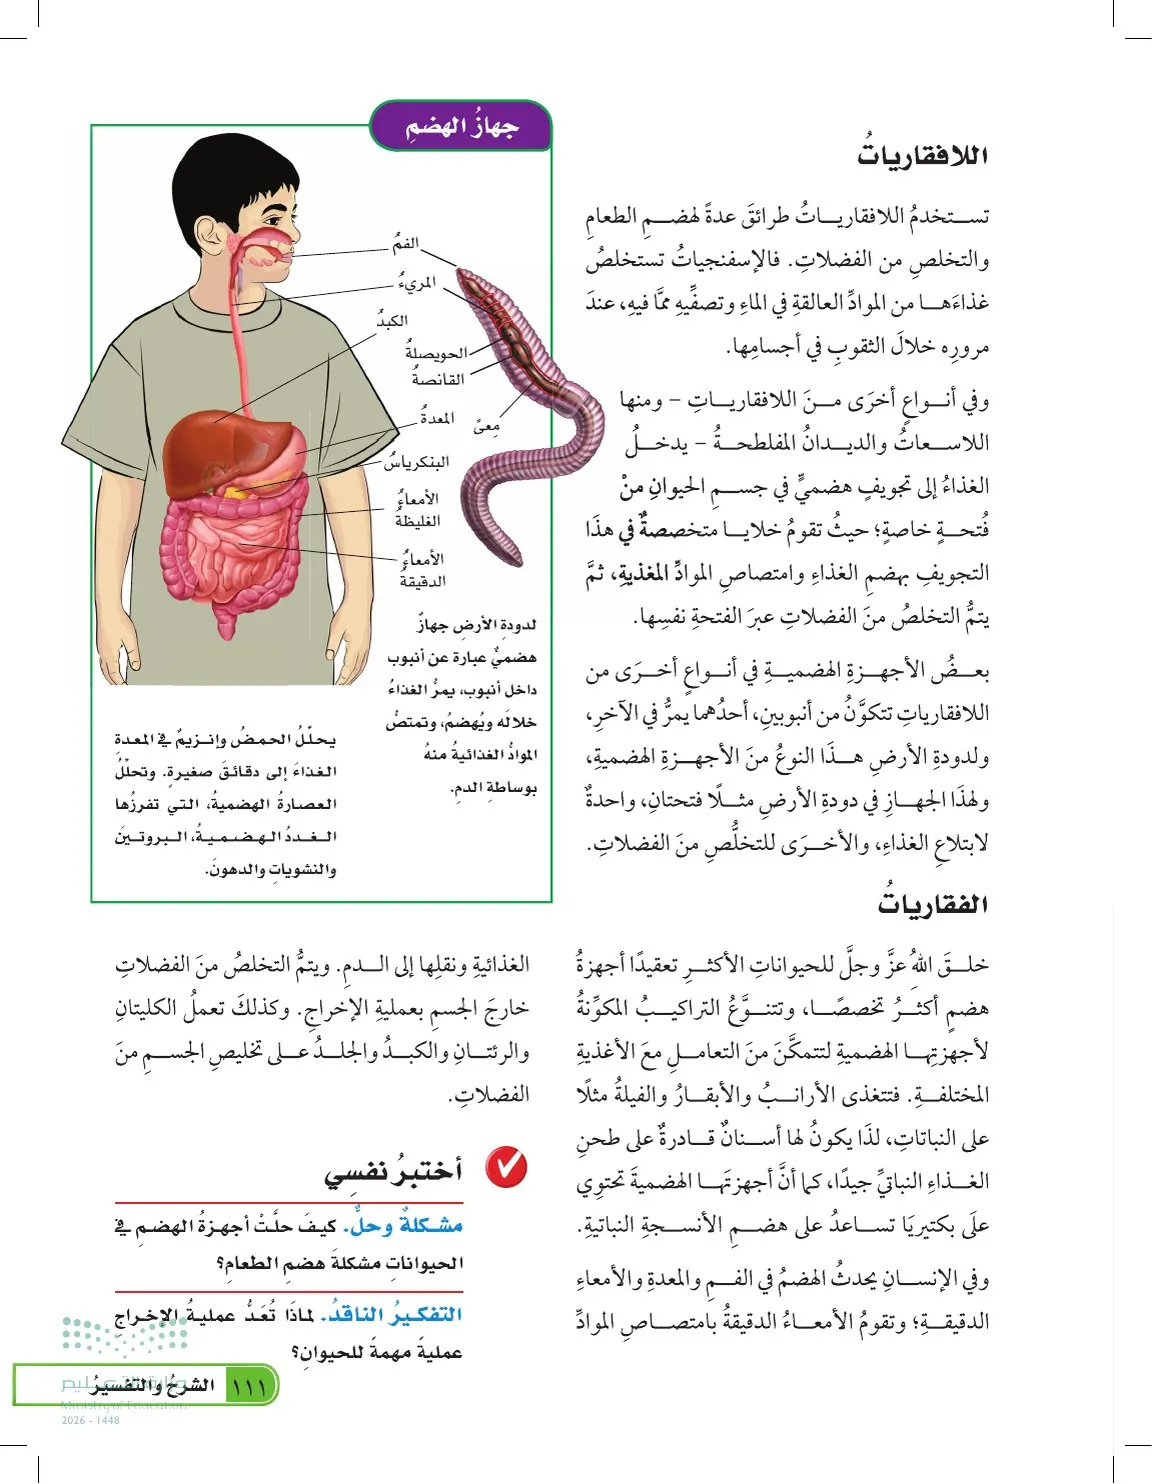 اللافقارياتُ
تستخدمُ اللافقارياتُ طرائقَ عدةً لهضمِ الطعامِ
والتخلصِ من الفضلاتِ. فالإسفنجياتُ تستخلصُ
غذاءَها من الموادِّ العالقةِ في الماءِ وتصفِّيهِ ممَّا فيهِ، عندَ
مرورِه خلالَ الثقوبِ في أجسامِها.
وفي أنواعٍ أخرَى منَ اللافقارياتِ – ومنها
اللاسعاتُ والديدانُ المفلطحةُ – يدخلُ
الغذاءُ إلى تجويفٍ هضميٍّ في جسمِ الحيوانِ منْ
فُتحةٍ خاصةٍ؛ حيثُ تقومُ خلايا متخصصةٌ في هذَا
التجويفِ بهضمِ الغذاءِ وامتصاصِ الموادِّ المغذيةِ، ثمَّ
يتمُّ التخلصُ منَ الفضلاتِ عبرَ الفتحةِ نفسِها.
بعضُ الأجهزةِ الهضميةِ في أنواعٍ أخرَى من
اللافقارياتِ تتكوَّنُ من أنبوبينِ، أحدُهما يمرُّ في الآخرِ،
ولدودةِ الأرضِ هذَا النوعُ منَ الأجهزةِ الهضميةِ،
ولهذَا الجهازِ في دودةِ الأرضِ مثلًا فتحتانِ، واحدةٌ
لابتلاعِ الغذاءِ، والأخرَى للتخلُّصِ منَ الفضلاتِ.
جهازُ الهضمِ
الفمُ
المريءُ
الكبدُ
الحويصلةُ
القانصةُ
المعدةُ
مِعىً
البنكرياسُ
الأمعاءُ
الغليظةُ
الأمعاءُ
الدقيقةُ
لدودةِ الأرضِ جهازٌ
هضميٌّ عبارة عن أنبوب
داخل أنبوب، يمرُّ الغذاءُ
خلالَه ويُهضمُ، وتمتصُّ
الموادُّ الغذائيةُ منهُ
بوساطةِ الدمِ.
يحلِّلُ الحمضُ وإنزيمٌ في المعدةِ
الغذاءَ إلى دقائقَ صغيرةٍ. وتحلِّلُ
العصارةُ الهضميةُ، التي تفرزُها
الغددُ الهضميةُ، البروتينَ
والنشوياتِ والدهونَ.
الفقارياتُ
خلقَ اللهُ عزَّ وجلَّ للحيواناتِ الأكثرِ تعقيدًا أجهزةُ
هضمٍ أكثرُ تخصصًا، وتتنوَّعُ التراكيبُ المكوِّنةُ
لأجهزتِها الهضميةِ لتتمكَّنَ منَ التعاملِ معَ الأغذيةِ
المختلفةِ. فتتغذى الأرانبُ والأبقارُ والفيلةُ مثلًا
على النباتاتِ، لذَا يكونُ لها أسنانٌ قادرةٌ على طحنِ
الغذاءِ النباتيِّ جيدًا، كما أنَّ أجهزتَها الهضميةَ تحتوِي
علَى بكتيريَا تساعدُ على هضمِ الأنسجةِ النباتيةِ.
وفي الإنسانِ يحدثُ الهضمُ في الفمِ والمعدةِ والأمعاءِ
الدقيقةِ؛ وتقومُ الأمعاءُ الدقيقةُ بامتصاصِ الموادِّ
الغذائيةِ ونقلِها إلى الدمِ. ويتمُّ التخلصُ منَ الفضلاتِ
خارجَ الجسمِ بعمليةِ الإخراجِ. وكذلكَ تعملُ الكليتانِ
والرئتانِ والكبدُ والجلدُ على تخليصِ الجسمِ منَ
الفضلاتِ.
أختبرُ نفسِي
مشكلةٌ وحلٌّ. كيفَ حلَّتْ أجهزةُ الهضمِ في
الحيواناتِ مشكلةَ هضمِ الطعامِ؟
التفكيرُ الناقدُ. لماذَا تُعَدُّ عمليةُ الإخراجِ
عمليةً مهمةً للحيوانِ؟
١١١ الشرحُ والتفسيرُ
وزارة التعليم
Ministry of Education
2026 - 1448